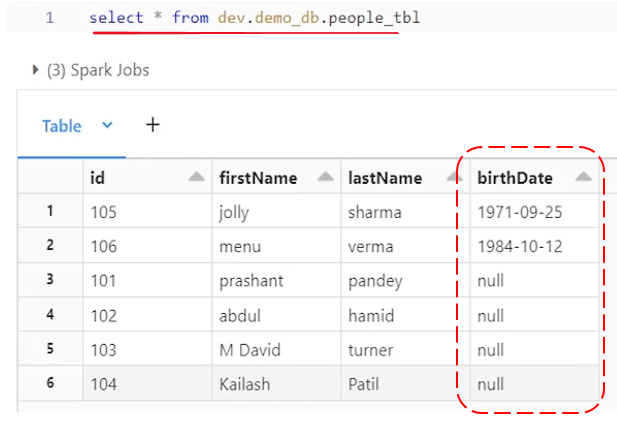 1 select * from dev.demo_db.people_tbl
(3) Spark Jobs
Table +
id firstName lastName birthDate
1 105 jolly sharma 1971-09-25
2 106 menu verma 1984-10-12
3 101 prashant pandey null
4 102 abdul hamid null
5 103 M David turner null
6 104 Kailash Patil null